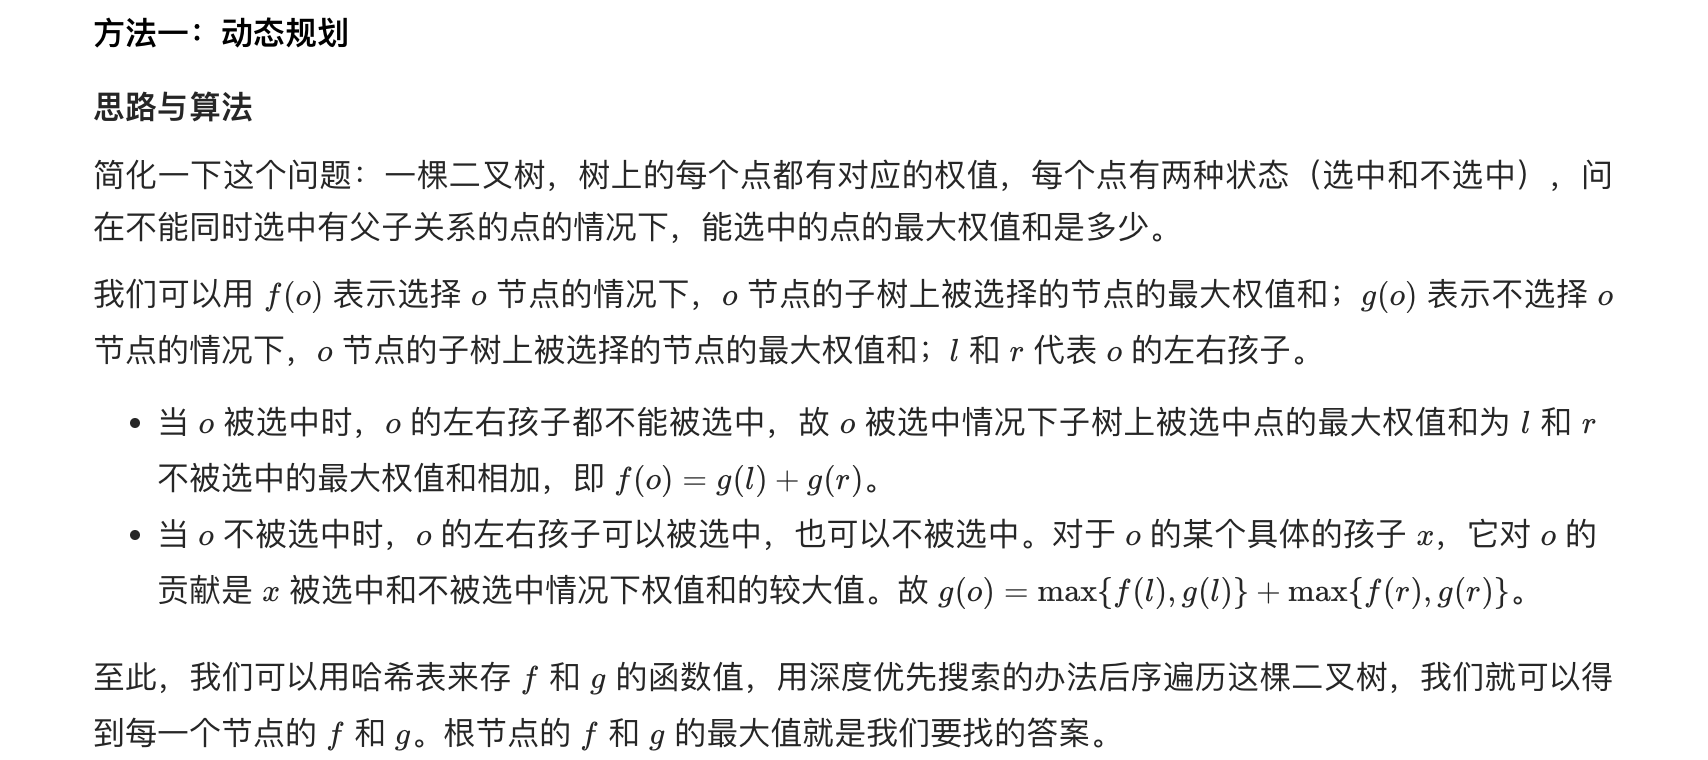 方法一：动态规划
思路与算法
简化一下这个问题：一棵二叉树，树上的每个点都有对应的权值，每个点有两种状态（选中和不选中），问
在不能同时选中有父子关系的点的情况下，能选中的点的最大权值和是多少。
我们可以用 f(o) 表示选择 o 节点的情况下，o 节点的子树上被选择的节点的最大权值和；g(o) 表示不选择 o
节点的情况下，o 节点的子树上被选择的节点的最大权值和；l 和 r 代表 o 的左右孩子。
• 当 o 被选中时，o 的左右孩子都不能被选中，故 o 被选中情况下子树上被选中点的最大权值和为 l 和 r
不被选中的最大权值和相加，即 f(o) = g(l) + g(r)。
• 当 o 不被选中时，o 的左右孩子可以被选中，也可以不被选中。对于 o 的某个具体的孩子 x，它对 o 的
贡献是 x 被选中和不被选中情况下权值和的较大值。故 g(o) = max{f(l), g(l)} + max{f(r), g(r)}。
至此，我们可以用哈希表来存 f 和 g 的函数值，用深度优先搜索的办法后序遍历这棵二叉树，我们就可以得
到每一个节点的 f 和 g。根节点的 f 和 g 的最大值就是我们要找的答案。